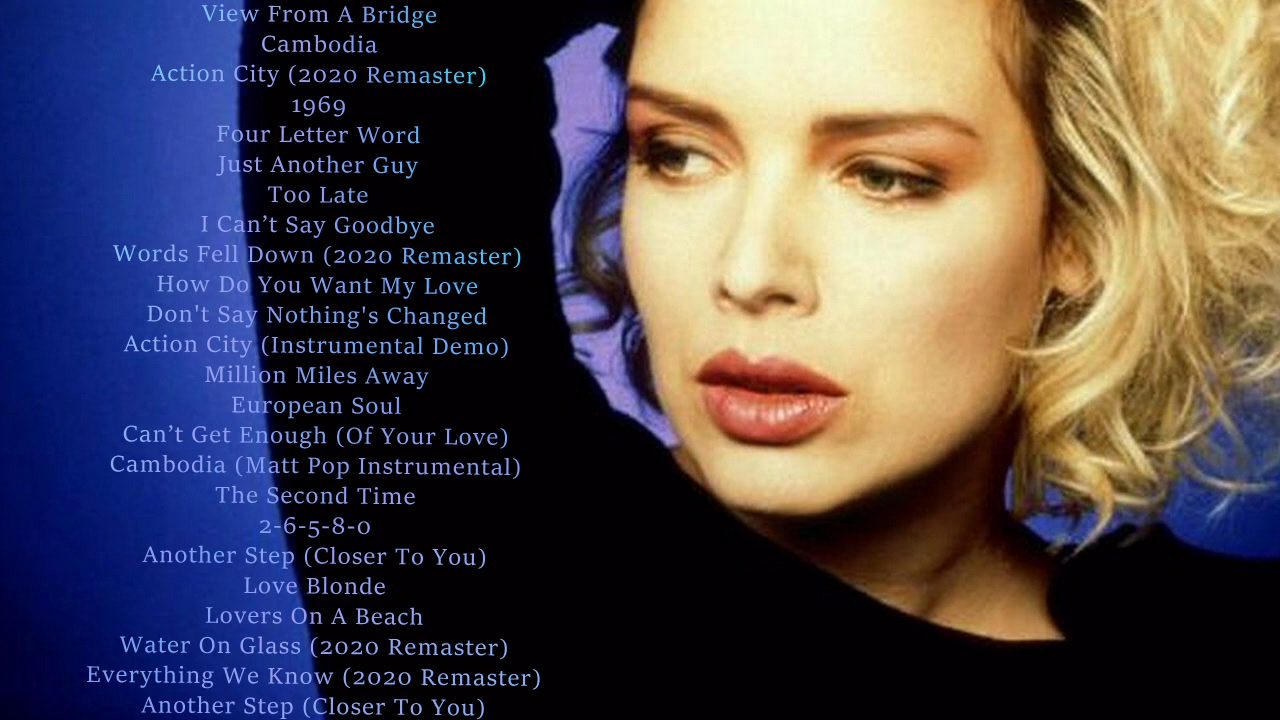 View From A Bridge
Cambodia
Action City (2020 Remaster)
1969
Four Letter Word
Just Another Guy
Too Late
I Can’t Say Goodbye
Words Fell Down (2020 Remaster)
How Do You Want My Love
Don't Say Nothing's Changed
Action City (Instrumental Demo)
Million Miles Away
European Soul
Can’t Get Enough (Of Your Love)
Cambodia (Matt Pop Instrumental)
The Second Time
2-6-5-8-0
Another Step (Closer To You)
Love Blonde
Lovers On A Beach
Water On Glass (2020 Remaster)
Everything We Know (2020 Remaster)
Another Step (Closer To You)